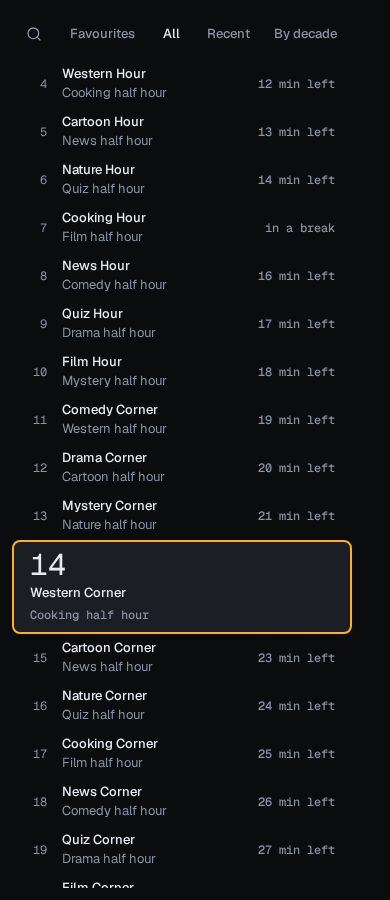 Favourites All Recent By decade
4 Western Hour 12 min left
Cooking half hour
5 Cartoon Hour 13 min left
News half hour
6 Nature Hour 14 min left
Quiz half hour
7 Cooking Hour in a break
Film half hour
8 News Hour 16 min left
Comedy half hour
9 Quiz Hour 17 min left
Drama half hour
10 Film Hour 18 min left
Mystery half hour
11 Comedy Corner 19 min left
Western half hour
12 Drama Corner 20 min left
Cartoon half hour
13 Mystery Corner 21 min left
Nature half hour
14
Western Corner
Cooking half hour
15 Cartoon Corner 23 min left
News half hour
16 Nature Corner 24 min left
Quiz half hour
17 Cooking Corner 25 min left
Film half hour
18 News Corner 26 min left
Comedy half hour
19 Quiz Corner 27 min left
Drama half hour
Film Corner